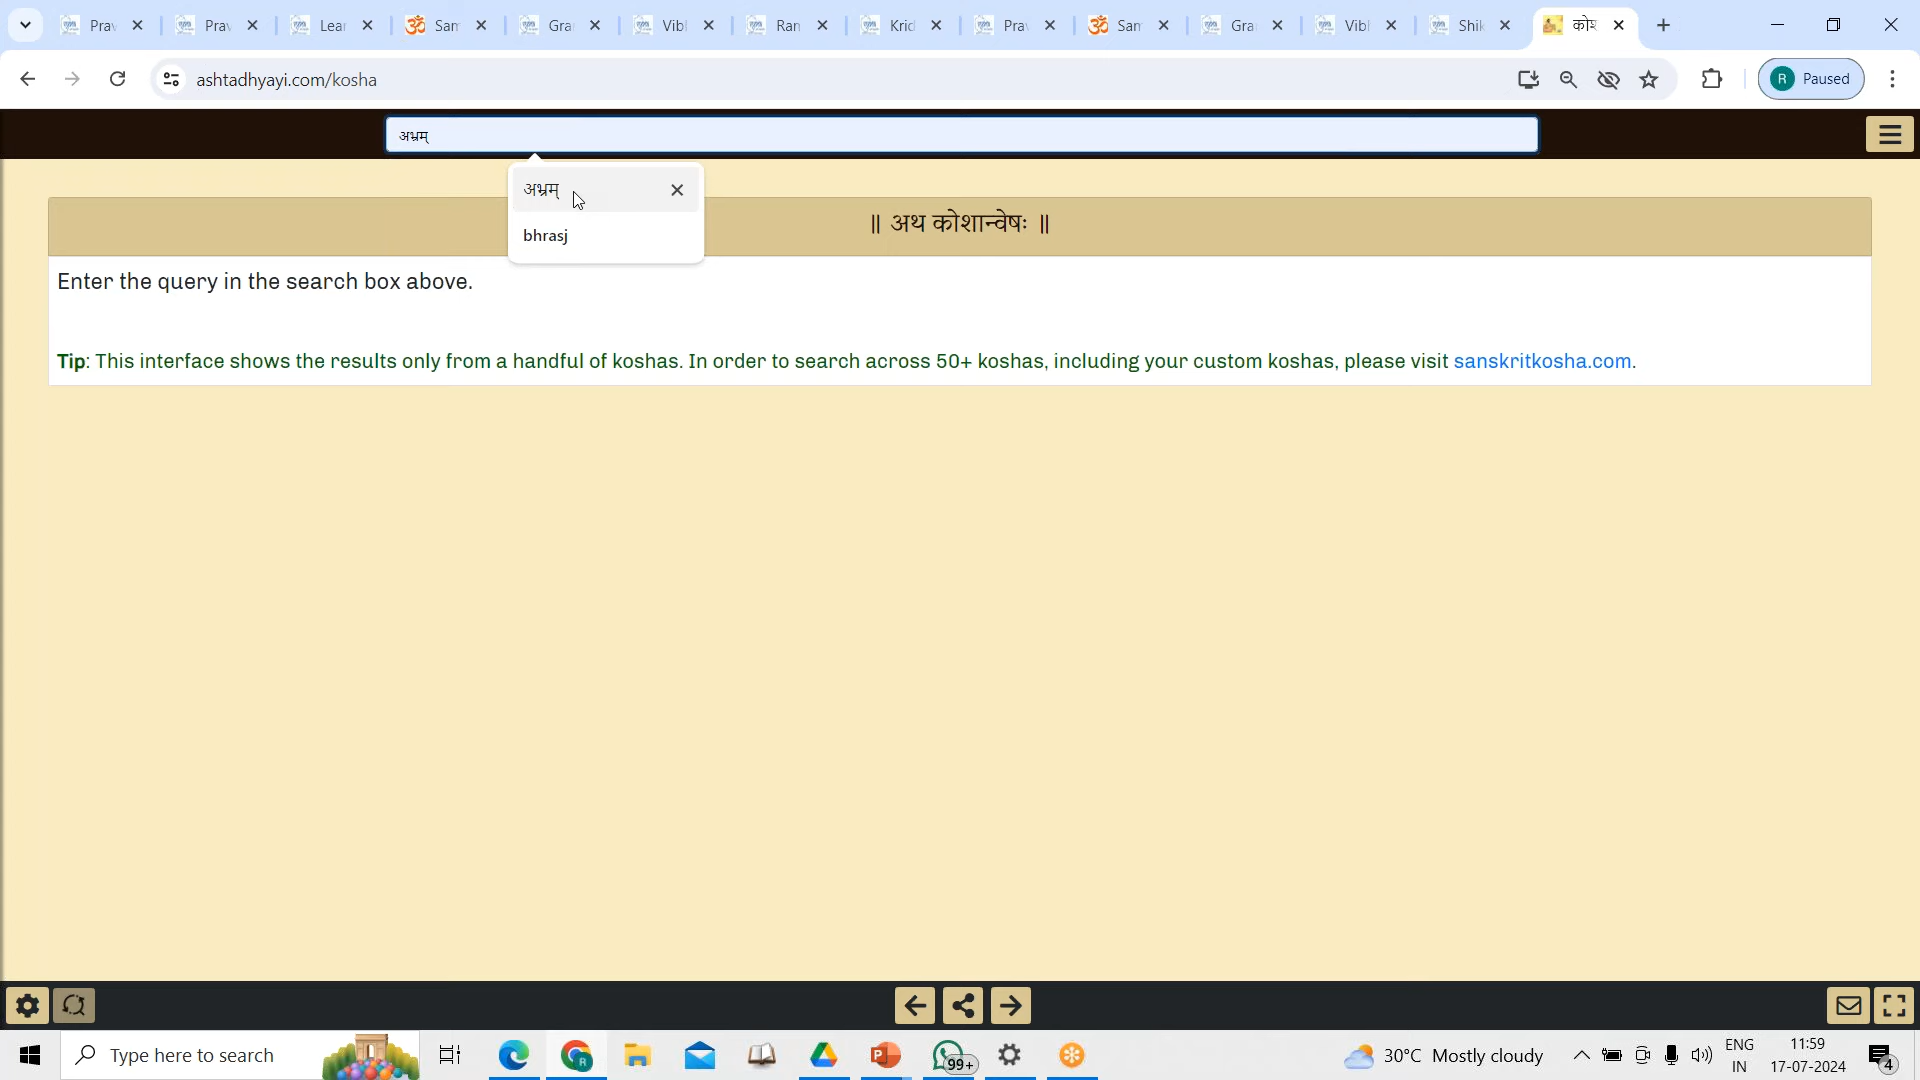 Prav
Prav
Lear
Sam
Gra
Vibl
Ran
Krid
Prav
Sam
Gra
Vibl
Shik
कोश
ashtadhyayi.com/kosha
R Paused
अभ्रम्
अभ्रम्
bhrasj
॥ अथ कोशान्वेषः ॥
Enter the query in the search box above.
Tip: This interface shows the results only from a handful of koshas. In order to search across 50+ koshas, including your custom koshas, please visit sanskritkosha.com.
Type here to search
99+
30°C Mostly cloudy
ENG
IN
11:59
17-07-2024
4